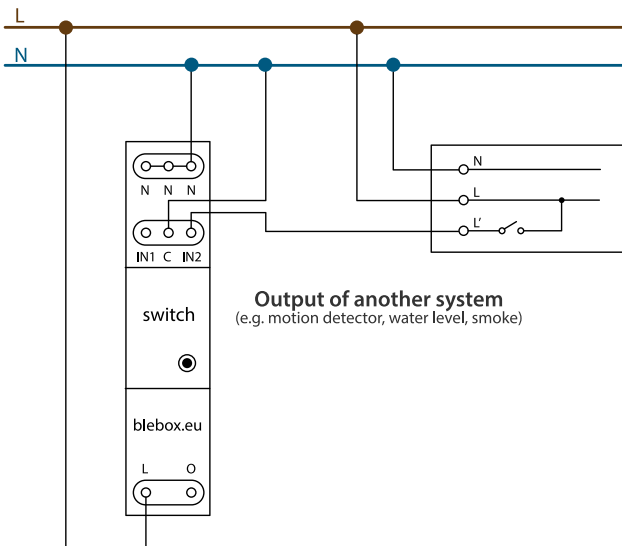 L
N
N N N
IN1 C IN2
switch
blebox.eu
L O
N
L
L'
Output of another system
(e.g. motion detector, water level, smoke)